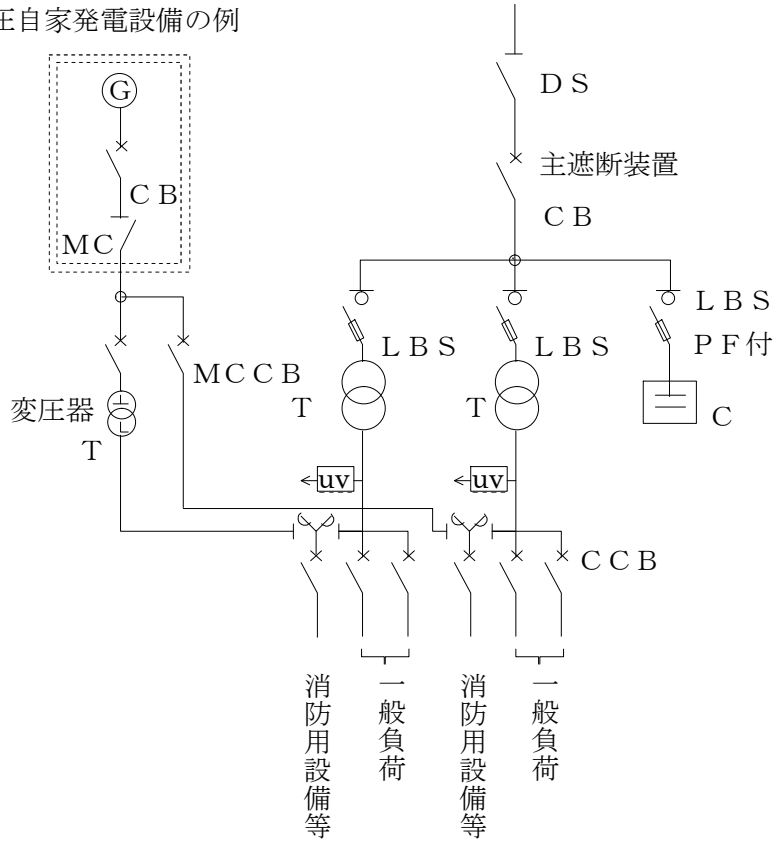 圧自家発電設備の例
G
CB
MC
DS
主遮断装置
CB
LBS
PF付
LBS
LBS
MCCB
変圧器
T
T
T
C
uv
uv
CCB
消防用設備等
一般負荷
消防用設備等
一般負荷